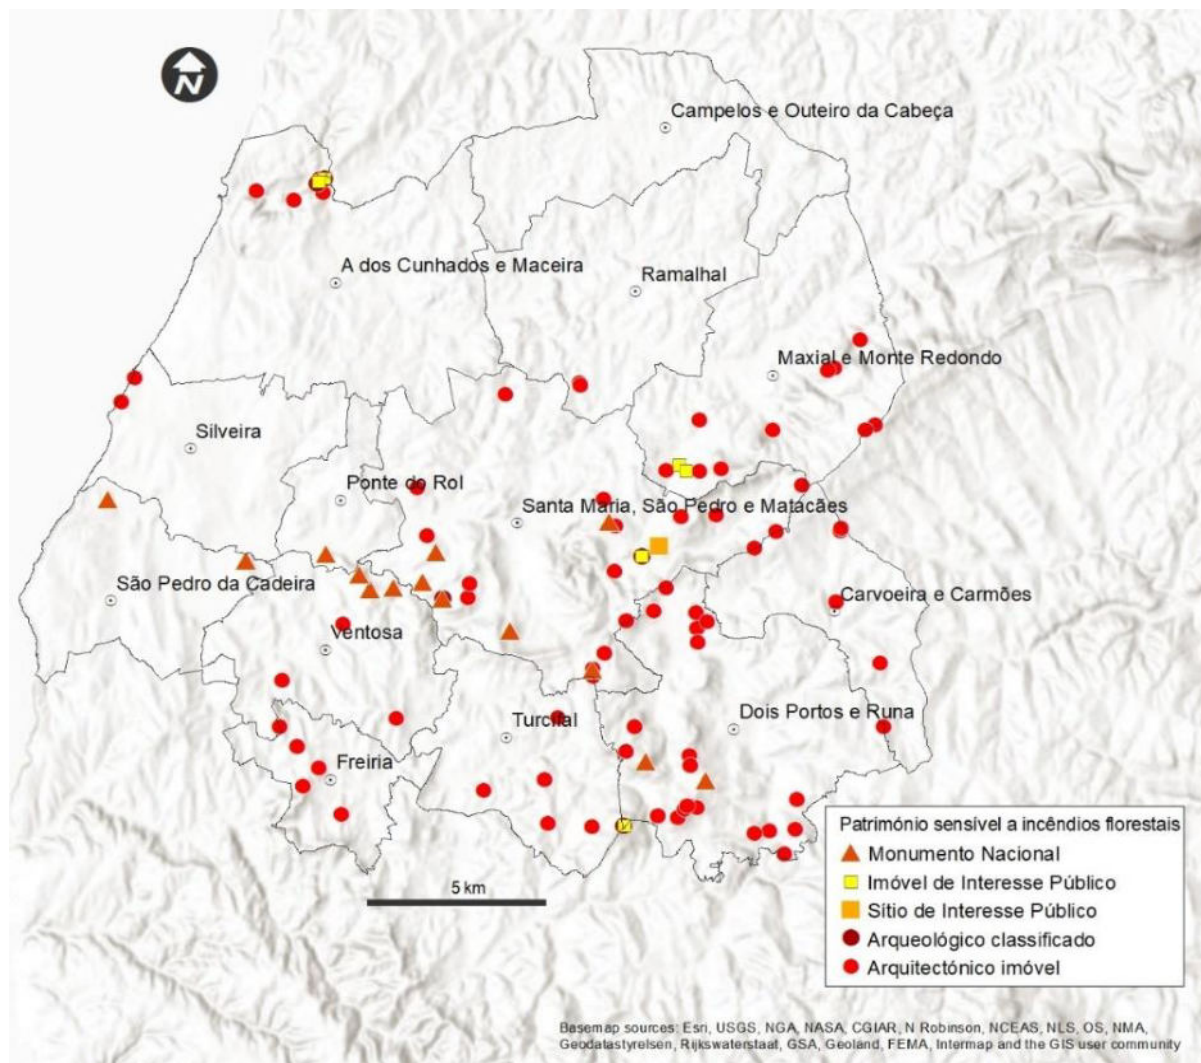 N
Campelos e Outeiro da Cabeça
A dos Cunhados e Maceira
Ramalhal
Maxial e Monte Redondo
Silveira
Ponte do Rol
Santa Maria, São Pedro e Matacães
São Pedro da Cadeira
Carvoeira e Carmões
Ventosa
Turcifal
Dois Portos e Runa
Freiria
5 km
Património sensível a incêndios florestais
Monumento Nacional
Imóvel de Interesse Público
Sítio de Interesse Público
Arqueológico classificado
Arquitectónico imóvel
Basemap sources: Esri, USGS, NGA, NASA, CGIAR, N Robinson, NCEAS, NLS, OS, NMA,
Geodatastyrelsen, Rijkswaterstaat, GSA, Geoland, FEMA, Intermap and the GIS user community